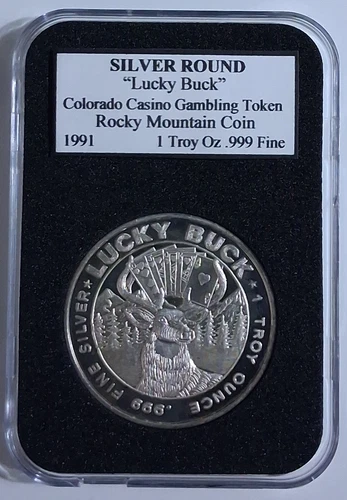 SILVER ROUND
“Lucky Buck”
Colorado Casino Gambling Token
Rocky Mountain Coin
1991 1 Troy Oz .999 Fine
LUCKY BUCK
★ 1 TROY OUNCE
.999 FINE SILVER ★